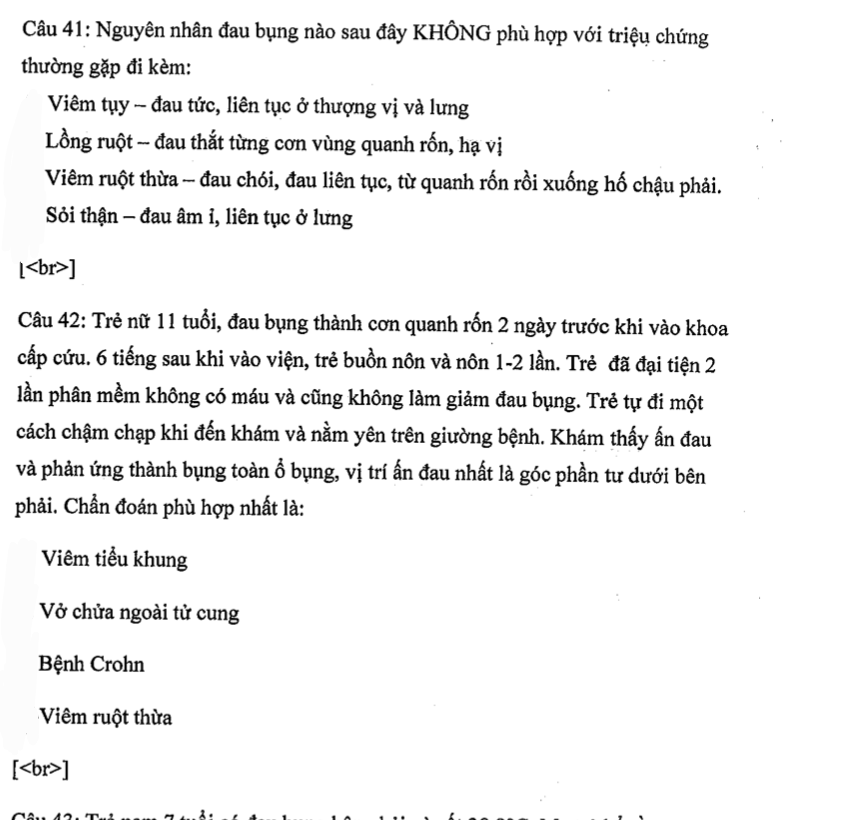 Câu 41: Nguyên nhân đau bụng nào sau đây KHÔNG phù hợp với triệu chứng
thường gặp đi kèm:
Viêm tụy – đau tức, liên tục ở thượng vị và lưng
Lồng ruột – đau thắt từng cơn vùng quanh rốn, hạ vị
Viêm ruột thừa – đau chói, đau liên tục, từ quanh rốn rồi xuống hố chậu phải.
Sỏi thận – đau âm ỉ, liên tục ở lưng
[<br>]
Câu 42: Trẻ nữ 11 tuổi, đau bụng thành cơn quanh rốn 2 ngày trước khi vào khoa
cấp cứu. 6 tiếng sau khi vào viện, trẻ buồn nôn và nôn 1-2 lần. Trẻ đã đại tiện 2
lần phân mềm không có máu và cũng không làm giảm đau bụng. Trẻ tự đi một
cách chậm chạp khi đến khám và nằm yên trên giường bệnh. Khám thấy ấn đau
và phản ứng thành bụng toàn ổ bụng, vị trí ấn đau nhất là góc phần tư dưới bên
phải. Chẩn đoán phù hợp nhất là:
Viêm tiểu khung
Vở chửa ngoài tử cung
Bệnh Crohn
Viêm ruột thừa
[<br>]